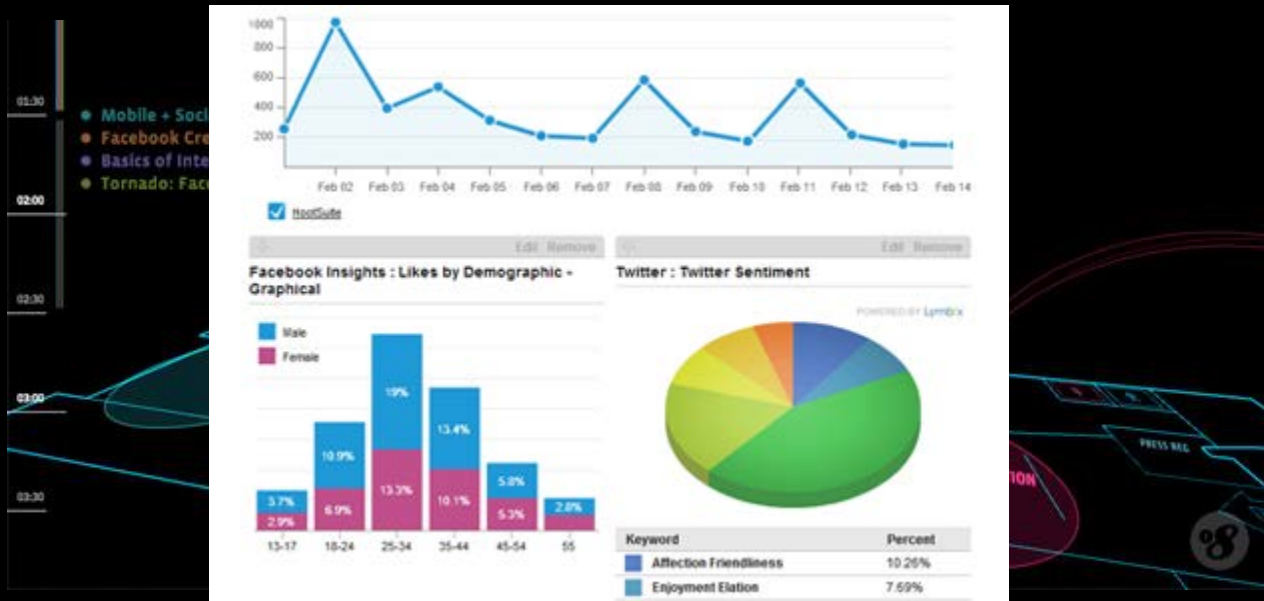 01:30
02:00
02:30
03:00
03:30
Mobile + Soci
Facebook Cre
Basics of Inte
Tornado: Fac
1000
800
600
400
200
Feb 02 Feb 03 Feb 04 Feb 05 Feb 06 Feb 07 Feb 08 Feb 09 Feb 10 Feb 11 Feb 12 Feb 13 Feb 14
HootSuite
Edit Remove
Facebook Insights : Likes by Demographic -
Graphical
Male
Female
3.7%
2.9%
10.9%
6.9%
19%
13.3%
13.4%
10.1%
5.8%
5.3%
2.8%
13-17 18-24 25-34 35-44 45-54 55
Edit Remove
Twitter : Twitter Sentiment
POWERED BY Lymbix
Keyword Percent
Affection Friendliness 10.26%
Enjoyment Elation 7.69%
PRESS REG
ION